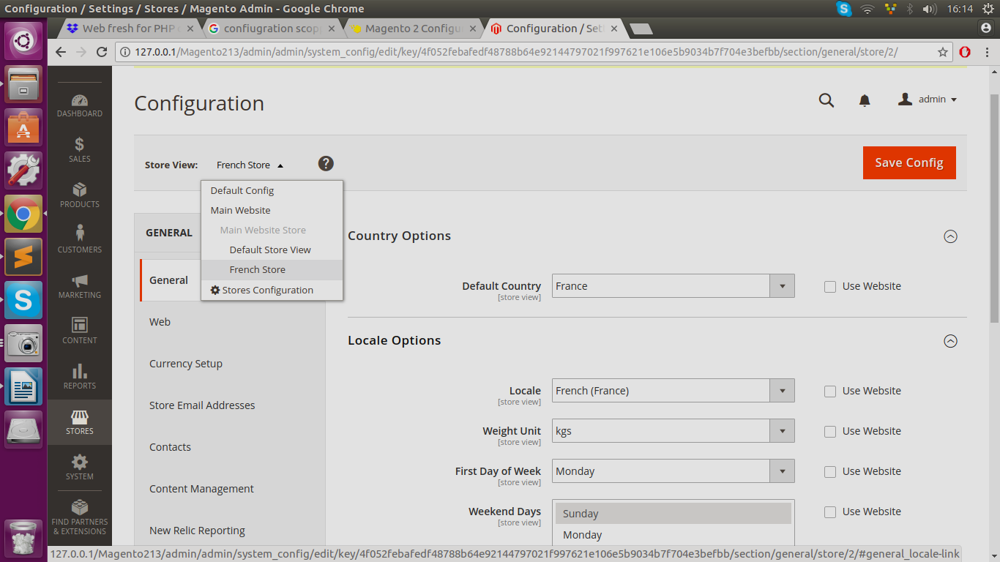 Configuration / Settings / Stores / Magento Admin - Google Chrome
16:14
Web fresh for PHP
confiugration scop
Magento 2 Configu
Configuration / Set
127.0.0.1/Magento213/admin/admin/system_config/edit/key/4f052febafedf48788b64e92144797021f997621e106e5b9034b7f704e3befbb/section/general/store/2/
DASHBOARD
SALES
PRODUCTS
CUSTOMERS
MARKETING
CONTENT
REPORTS
STORES
SYSTEM
FIND PARTNERS
& EXTENSIONS
Configuration
admin
Store View:
French Store
?
Save Config
Default Config
Main Website
Main Website Store
Default Store View
French Store
Stores Configuration
GENERAL
General
Web
Currency Setup
Store Email Addresses
Contacts
Content Management
New Relic Reporting
Country Options
Default Country
France
Use Website
[store view]
Locale Options
Locale
French (France)
Use Website
[store view]
Weight Unit
kgs
Use Website
[store view]
First Day of Week
Monday
Use Website
[store view]
Weekend Days
Sunday
Use Website
[store view]
Monday
127.0.0.1/Magento213/admin/admin/system_config/edit/key/4f052febafedf48788b64e92144797021f997621e106e5b9034b7f704e3befbb/section/general/store/2/#general_locale-link